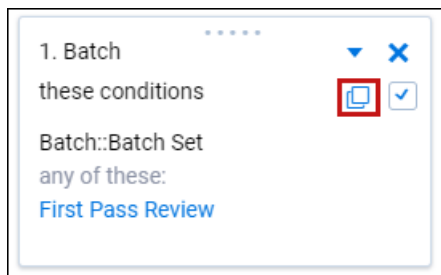 1. Batch
these conditions
Batch::Batch Set
any of these:
First Pass Review